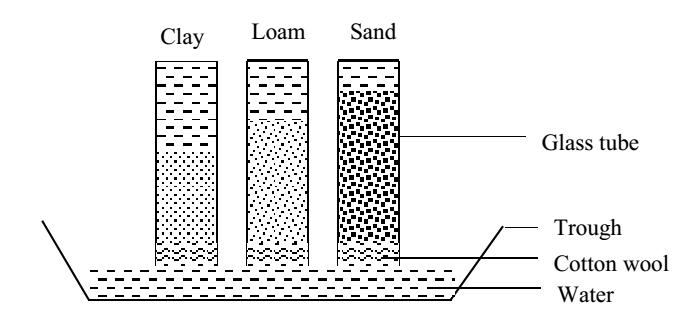 Clay
Loam
Sand
Glass tube
Trough
Cotton wool
Water